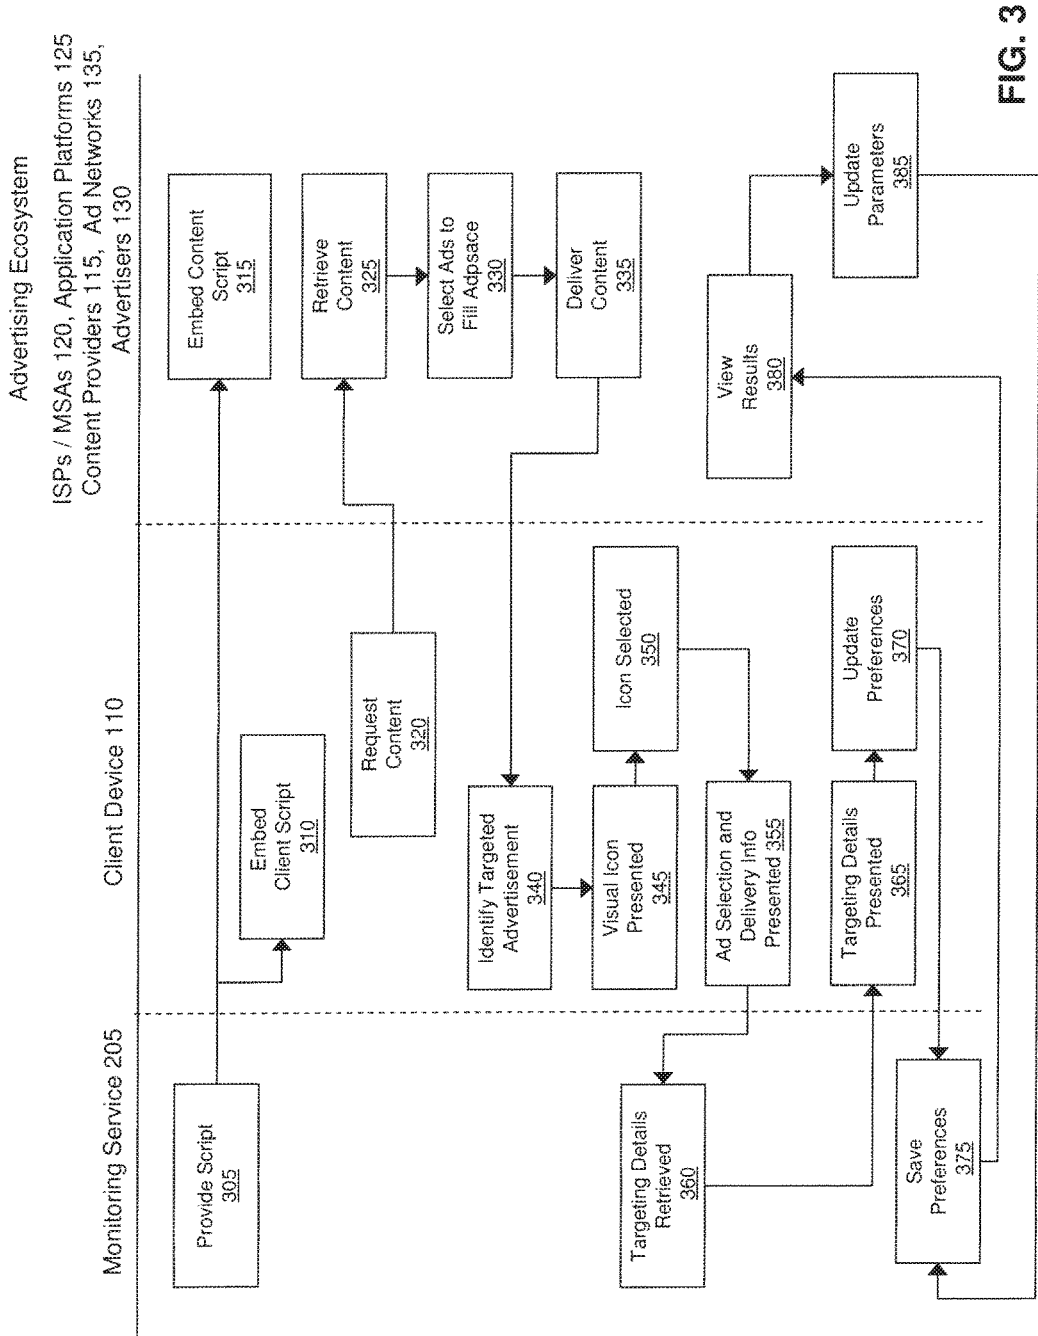 Monitoring Service 205
Client Device 110
Advertising Ecosystem
ISPs / MSAs 120, Application Platforms 125
Content Providers 115, Ad Networks 135,
Advertisers 130
Provide Script
305
Embed
Client Script
310
Embed Content
Script
315
Request
Content
320
Retrieve
Content
325
Select Ads to
Fill Adpsace
330
Deliver
Content
335
Identify Targeted
Advertisement
340
Visual Icon
Presented
345
Icon Selected
350
Ad Selection and
Delivery Info
Presented 355
Targeting Details
Retrieved
360
Targeting Details
Presented
365
Update
Preferences
370
Save
Preferences
375
View
Results
380
Update
Parameters
385
FIG. 3